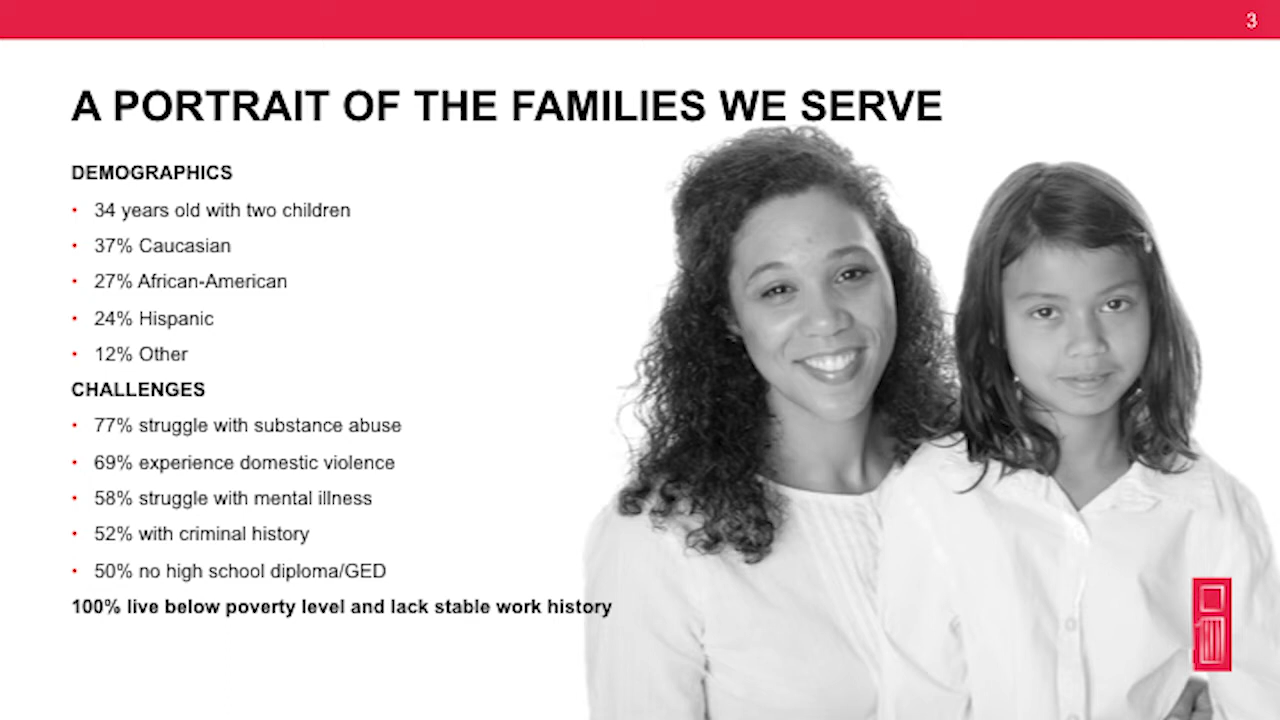 3
A PORTRAIT OF THE FAMILIES WE SERVE
DEMOGRAPHICS
• 34 years old with two children
• 37% Caucasian
• 27% African-American
• 24% Hispanic
• 12% Other
CHALLENGES
• 77% struggle with substance abuse
• 69% experience domestic violence
• 58% struggle with mental illness
• 52% with criminal history
• 50% no high school diploma/GED
100% live below poverty level and lack stable work history